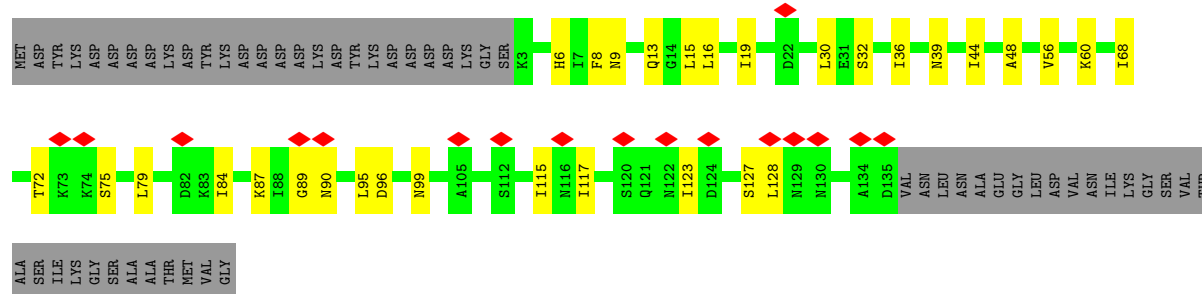 MET ASP TYR LYS ASP ASP ASP ASP LYS ASP TYR LYS ASP ASP ASP ASP LYS ASP TYR LYS ASP ASP ASP ASP LYS GLY SER K3 H6 I7 F8 N9 Q13 G14 L15 L16 I19 D22 L30 E31 S32 I36 N39 I44 A48 V56 K60 I68
T72 K73 K74 S75 L79 D82 K83 I84 K87 I88 G89 N90 L95 D96 N99 A105 S112 I115 N116 I117 S120 Q121 N122 I123 D124 S127 L128 N129 N130 A134 D135 VAL ASN LEU ASN ALA GLU GLY LEU ASP VAL ASN ILE LYS GLY SER VAL
ALA SER ILE LYS GLY SER ALA ALA THR MET VAL GLY